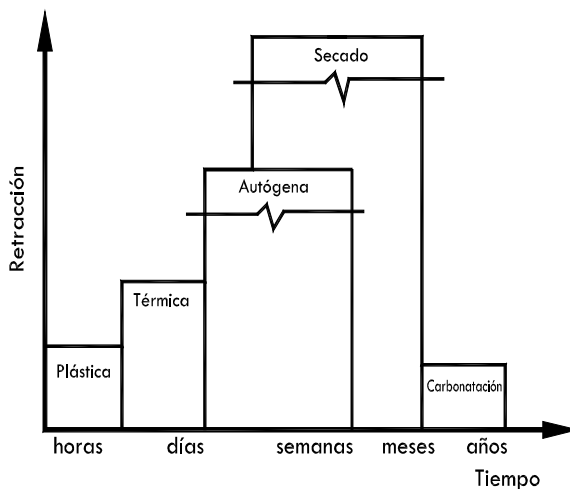 Secado
Autógena
Térmica
Plástica
Carbonatación
Retracción
horas días semanas meses años
Tiempo